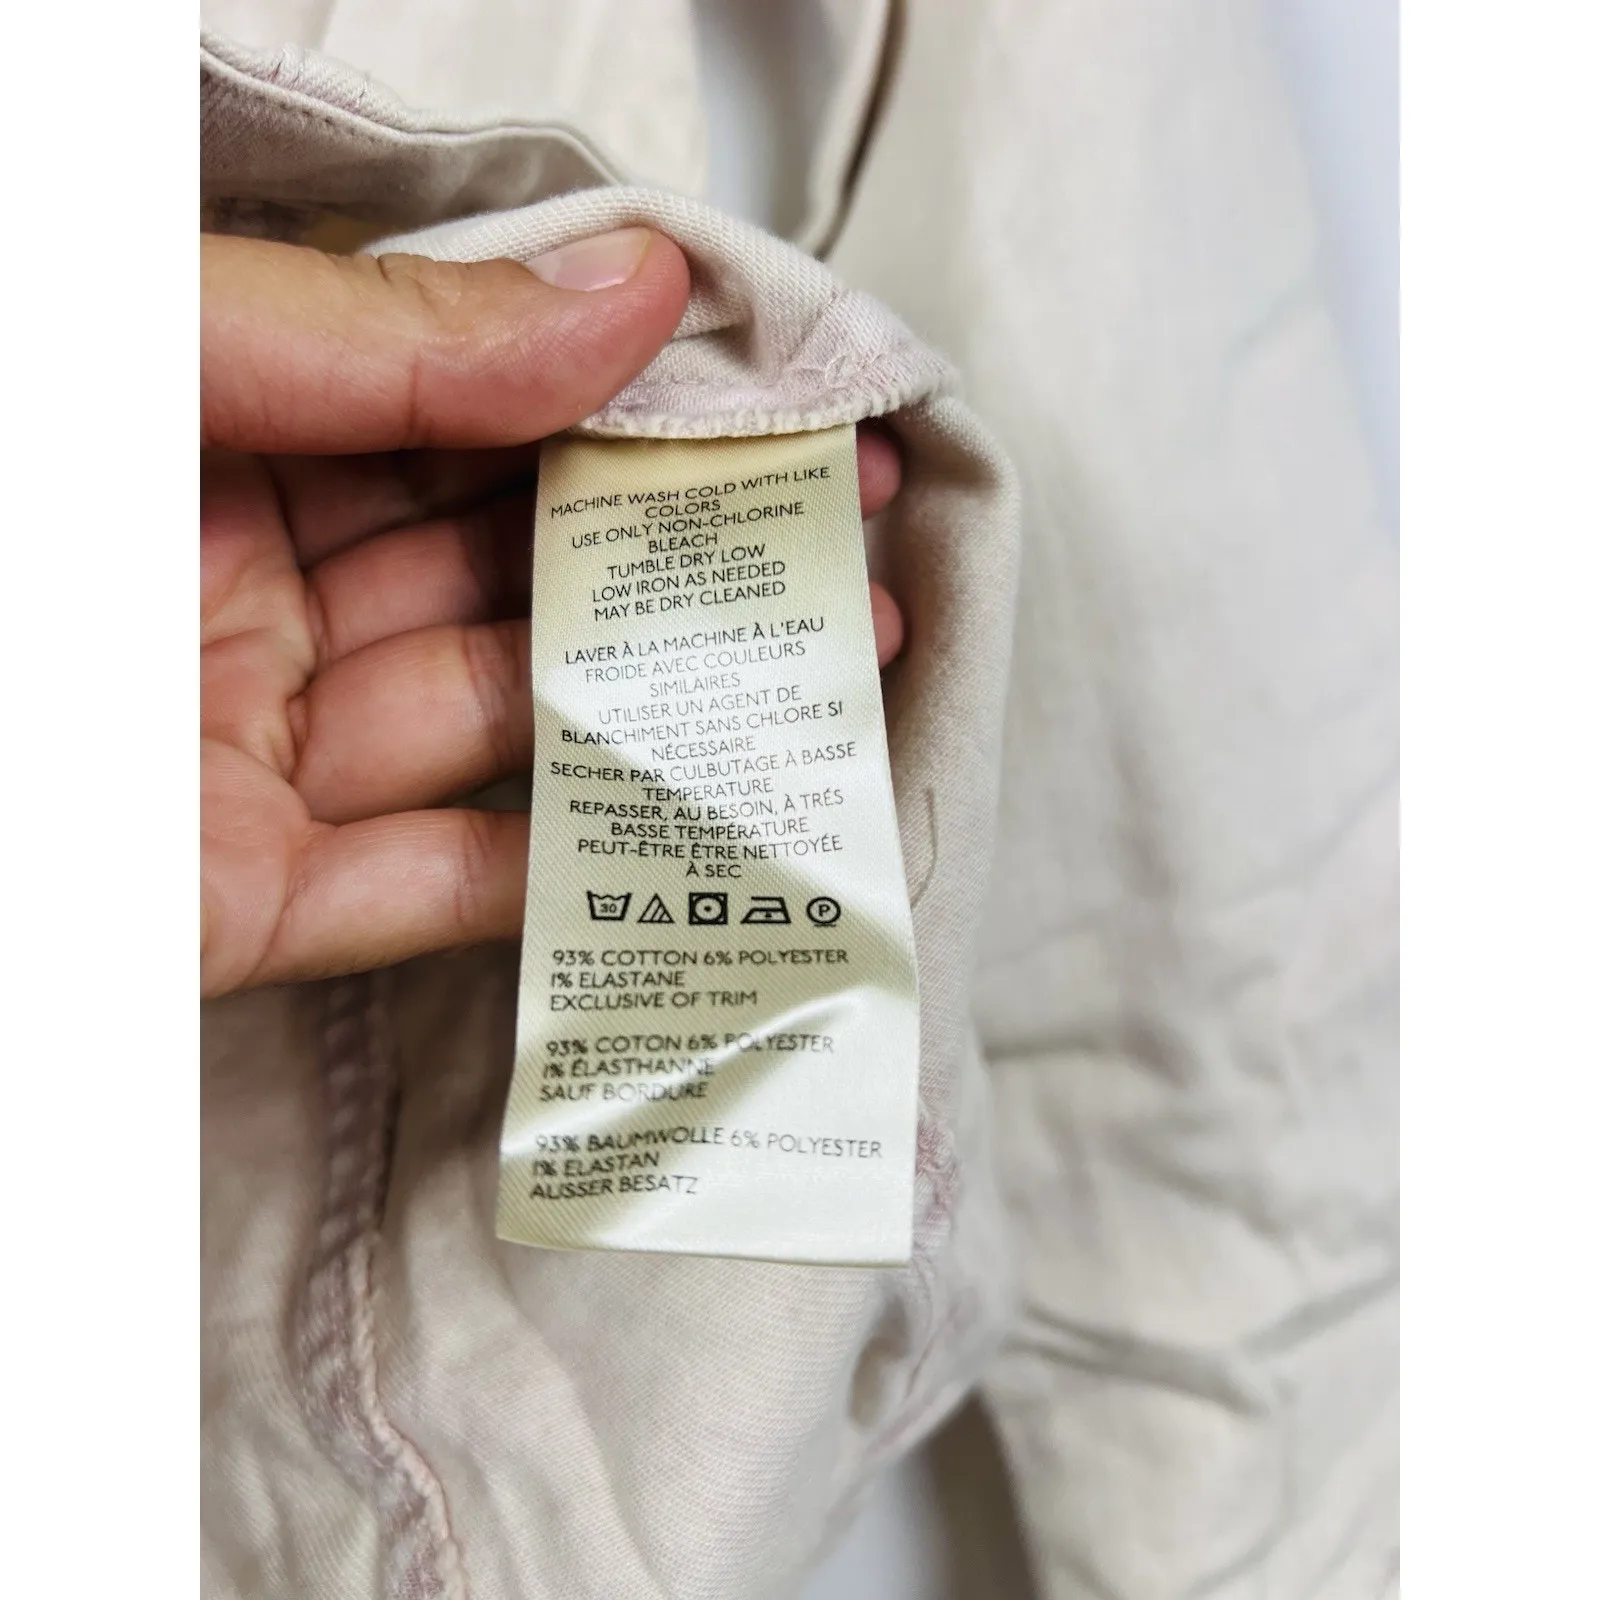 MACHINE WASH COLD WITH LIKE
COLORS
USE ONLY NON-CHLORINE
BLEACH
TUMBLE DRY LOW
LOW IRON AS NEEDED
MAY BE DRY CLEANED
LAVER À LA MACHINE À L'EAU
FROIDE AVEC COULEURS
SIMILAIRES
UTILISER UN AGENT DE
BLANCHIMENT SANS CHLORE SI
NÉCESSAIRE
SECHER PAR CULBUTAGE À BASSE
TEMPERATURE
REPASSER, AU BESOIN, À TRÉS
BASSE TEMPÉRATURE
PEUT-ÊTRE ÊTRE NETTOYÉE
À SEC
30 P
93% COTTON 6% POLYESTER
1% ELASTANE
EXCLUSIVE OF TRIM
93% COTON 6% POLYESTER
1% ÉLASTHANNE
SAUF BORDURE
93% BAUMWOLLE 6% POLYESTER
1% ELASTAN
AUSSER BESATZ